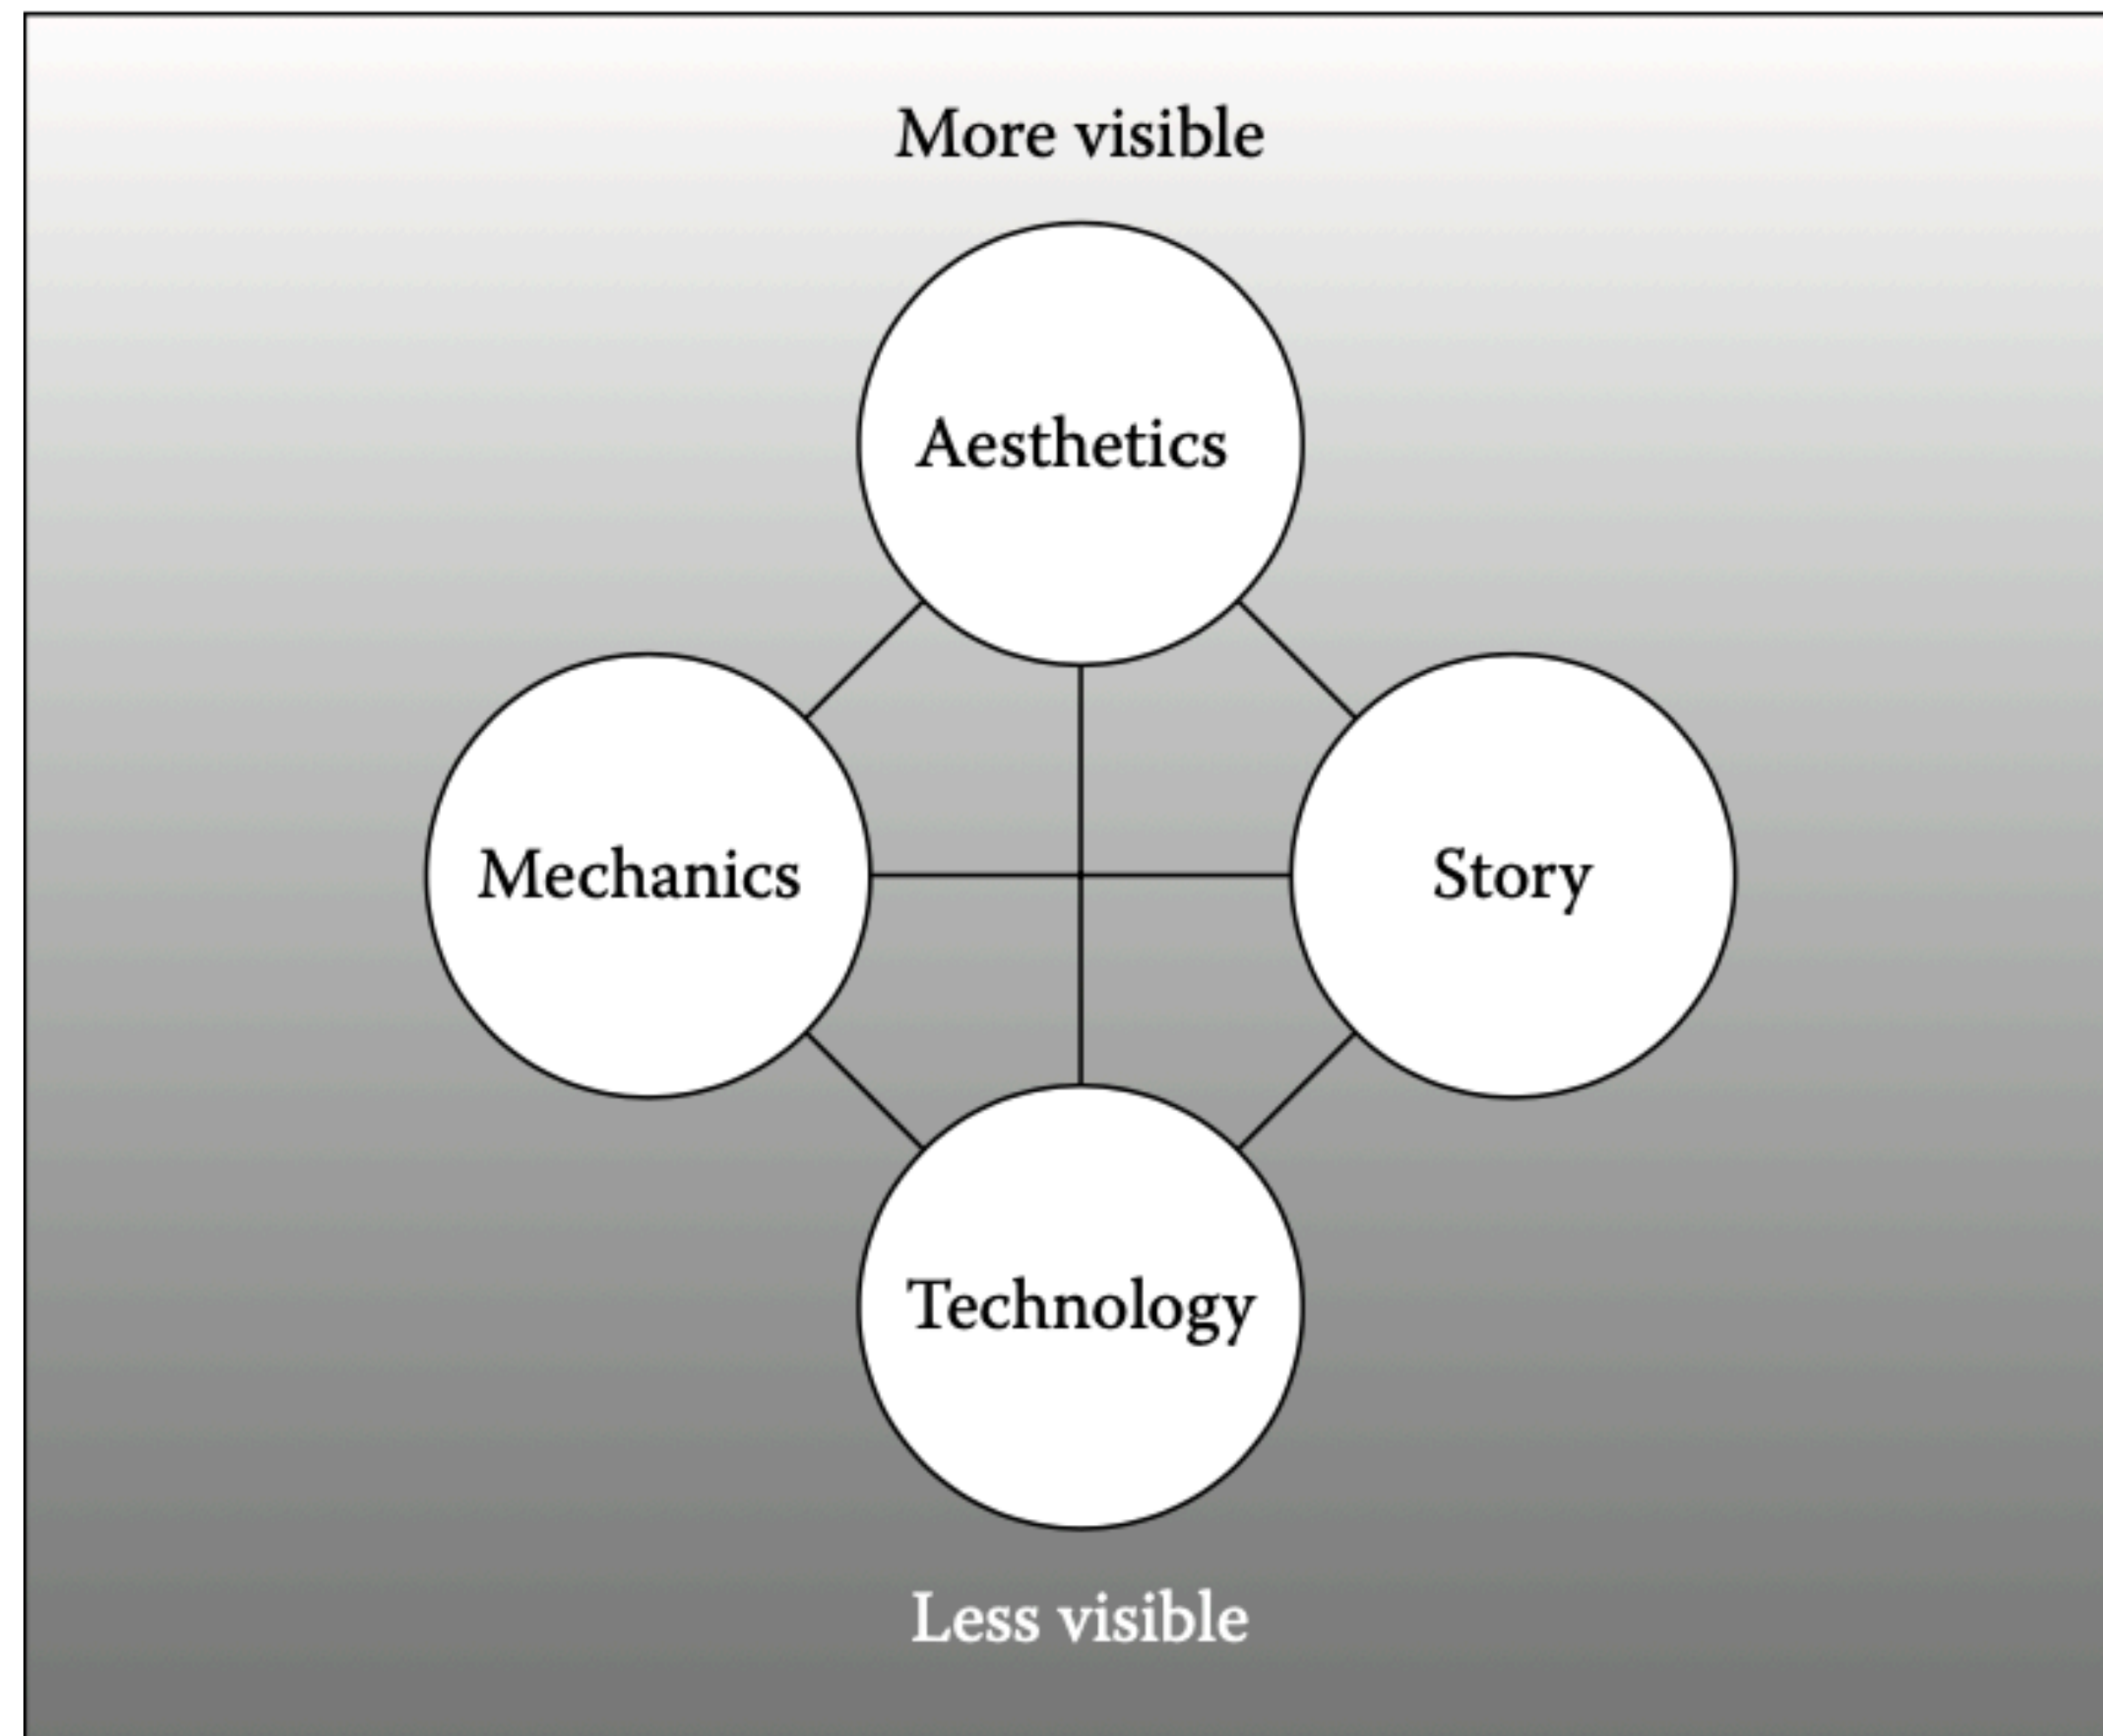 More visible
Aesthetics
Mechanics
Story
Technology
Less visible